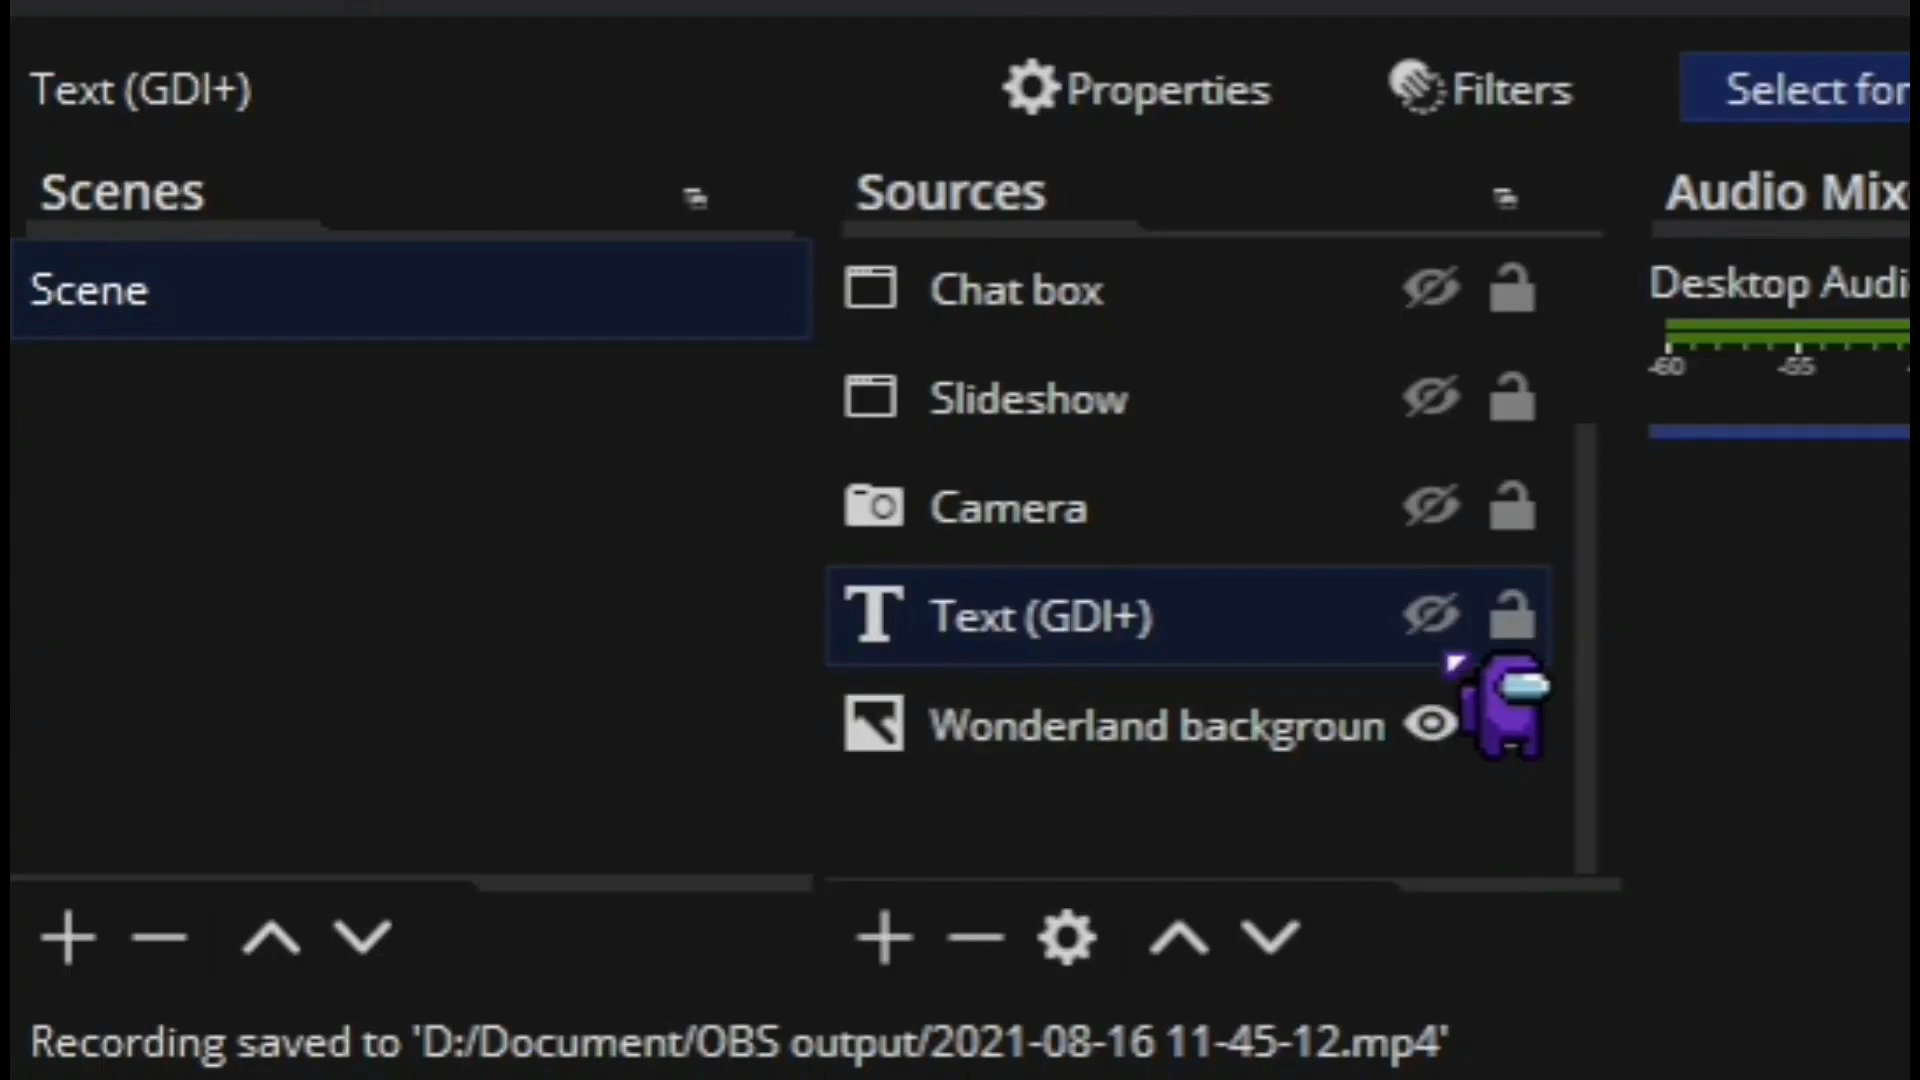 Text (GDI+)
Properties
Filters
Select for
Scenes
Sources
Audio Mix
Scene
Chat box
Slideshow
Camera
Text (GDI+)
Wonderland backgroun
Desktop Audi
-60
-55
Recording saved to 'D:/Document/OBS output/2021-08-16 11-45-12.mp4'